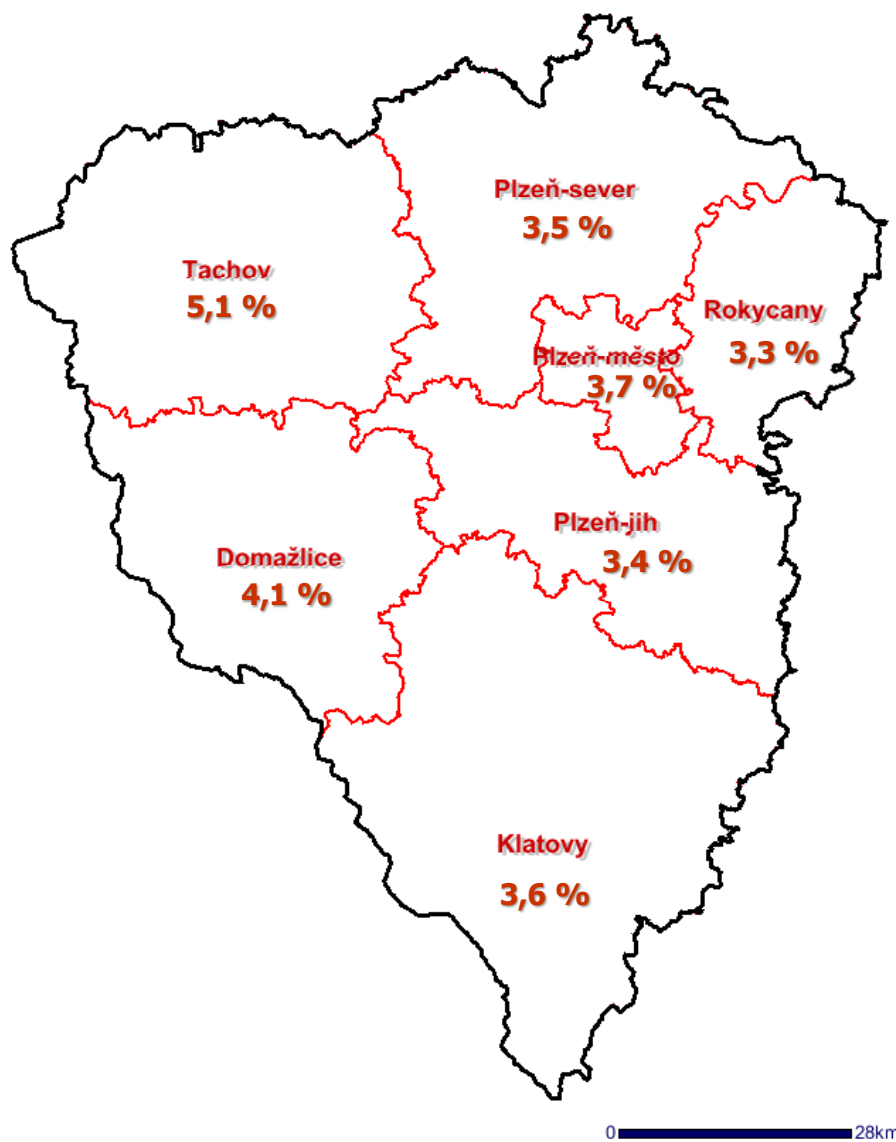 Plzeň-sever
3,5 %
Tachov
5,1 %
Rokycany
3,3 %
Plzeň-město
3,7 %
Plzeň-jih
3,4 %
Domažlice
4,1 %
Klatovy
3,6 %
0 28km